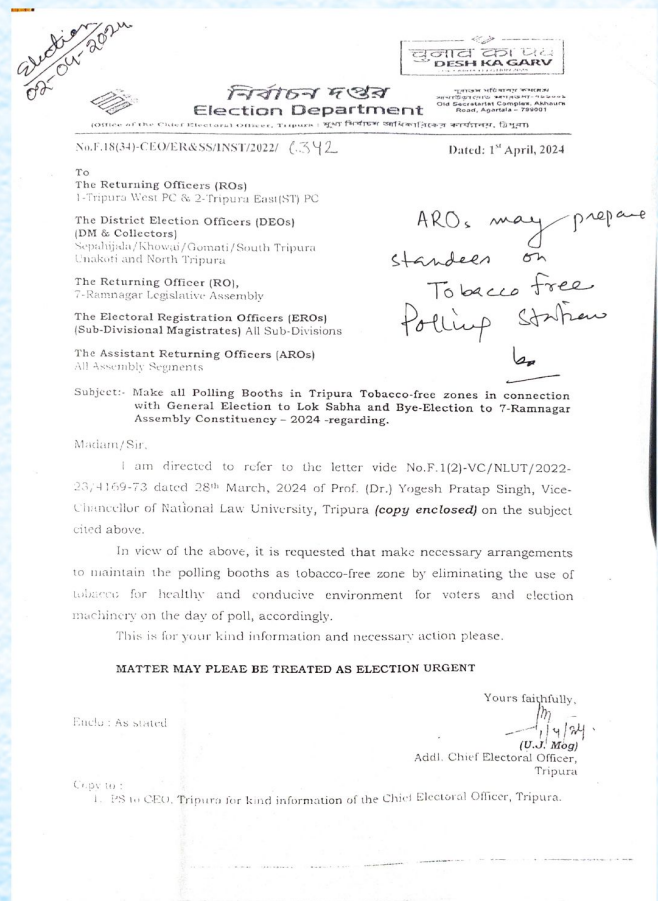 Election
02-04-2024
चुनाव का पर्व
DESH KA GARV
নির্বাচন দপ্তর
Election Department
Old Secretariat Complex, Akhaura
Road, Agartala – 799001
(Office of the Chief Electoral Officer, Tripura :
No.F.18(34)-CEO/ER&SS/INST/2022/ 6342
Dated: 1st April, 2024
To
The Returning Officers (ROs)
1-Tripura West PC & 2-Tripura East(ST) PC
The District Election Officers (DEOs)
(DM & Collectors)
Sepahijala/Khowai/Gomati/South Tripura
Unakoti and North Tripura
The Returning Officer (RO),
7-Ramnagar Legislative Assembly
The Electoral Registration Officers (EROs)
(Sub-Divisional Magistrates) All Sub-Divisions
The Assistant Returning Officers (AROs)
All Assembly Segments
AROs may prepare
standees on
Tobacco free
Polling Station
Subject:- Make all Polling Booths in Tripura Tobacco-free zones in connection
with General Election to Lok Sabha and Bye-Election to 7-Ramnagar
Assembly Constituency – 2024 -regarding.
Madam/Sir,
I am directed to refer to the letter vide No.F.1(2)-VC/NLUT/2022-
23/4169-73 dated 28th March, 2024 of Prof. (Dr.) Yogesh Pratap Singh, Vice-
Chancellor of National Law University, Tripura (copy enclosed) on the subject
cited above.
In view of the above, it is requested that make necessary arrangements
to maintain the polling booths as tobacco-free zone by eliminating the use of
tobacco for healthy and conducive environment for voters and election
machinery on the day of poll, accordingly.
This is for your kind information and necessary action please.
MATTER MAY PLEAE BE TREATED AS ELECTION URGENT
Yours faithfully,
1/4/24
Enclo : As stated
(U.J. Mog)
Addl. Chief Electoral Officer,
Tripura
Copy to :
1. PS to CEO, Tripura for kind information of the Chief Electoral Officer, Tripura.